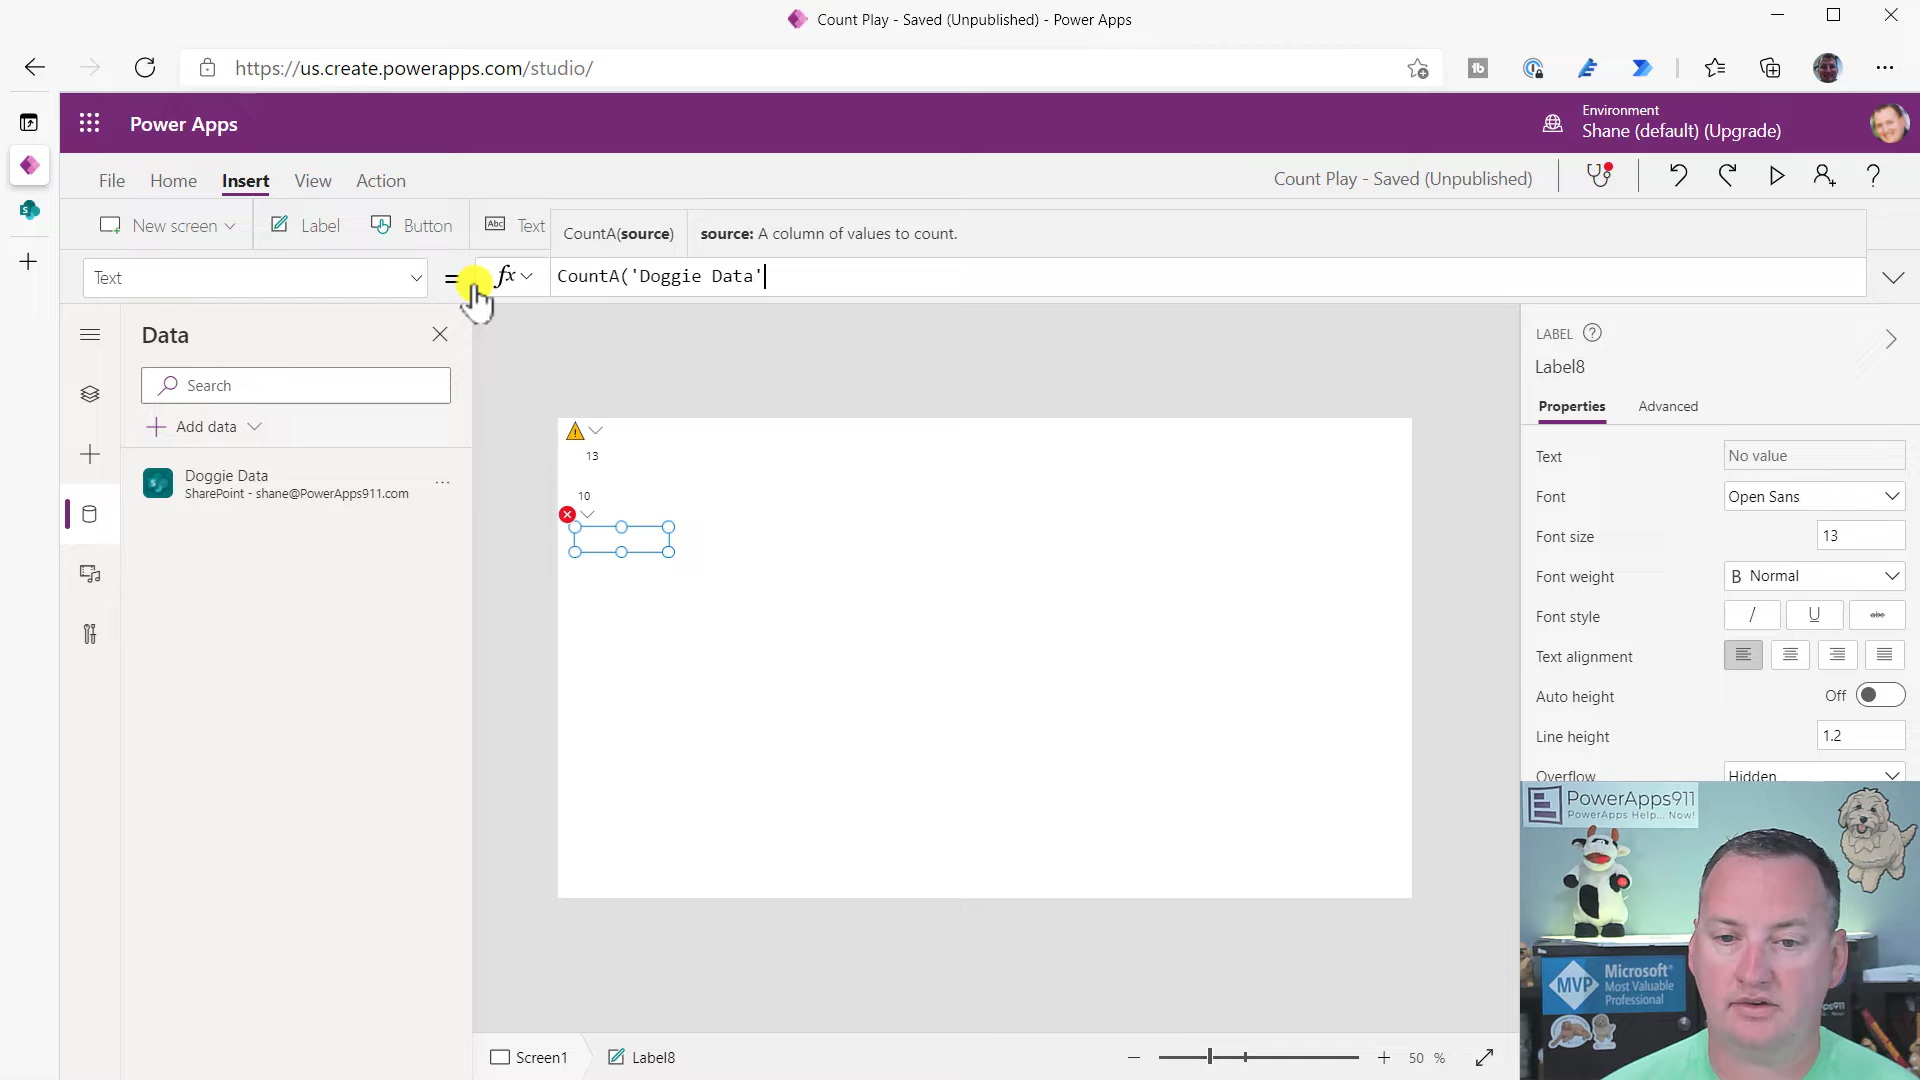 Count Play - Saved (Unpublished) - Power Apps
https://us.create.powerapps.com/studio/
Power Apps
Environment
Shane (default) (Upgrade)
File Home Insert View Action
Count Play - Saved (Unpublished)
New screen Label Button Abc Text
CountA(source) source: A column of values to count.
Text = fx CountA('Doggie Data'
Data
Search
Add data
Doggie Data
SharePoint - shane@PowerApps911.com
13
10
LABEL
Label8
Properties Advanced
Text No value
Font Open Sans
Font size 13
Font weight B Normal
Font style / U abc
Text alignment
Auto height Off
Line height 1.2
Overflow Hidden
PowerApps911
PowerApps Help... Now!
MVP Microsoft
Most Valuable
Professional
Screen1 Label8 50 %